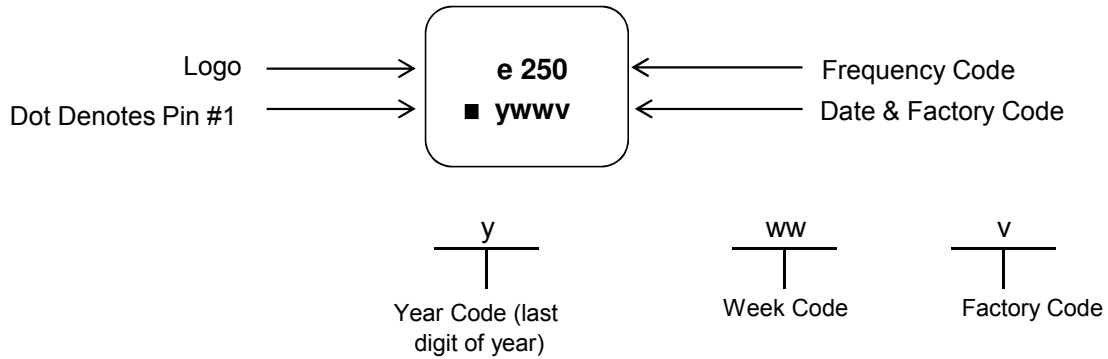 Logo
Dot Denotes Pin #1
e 250
■ ywwv
Frequency Code
Date & Factory Code
y
Year Code (last
digit of year)
ww
Week Code
v
Factory Code